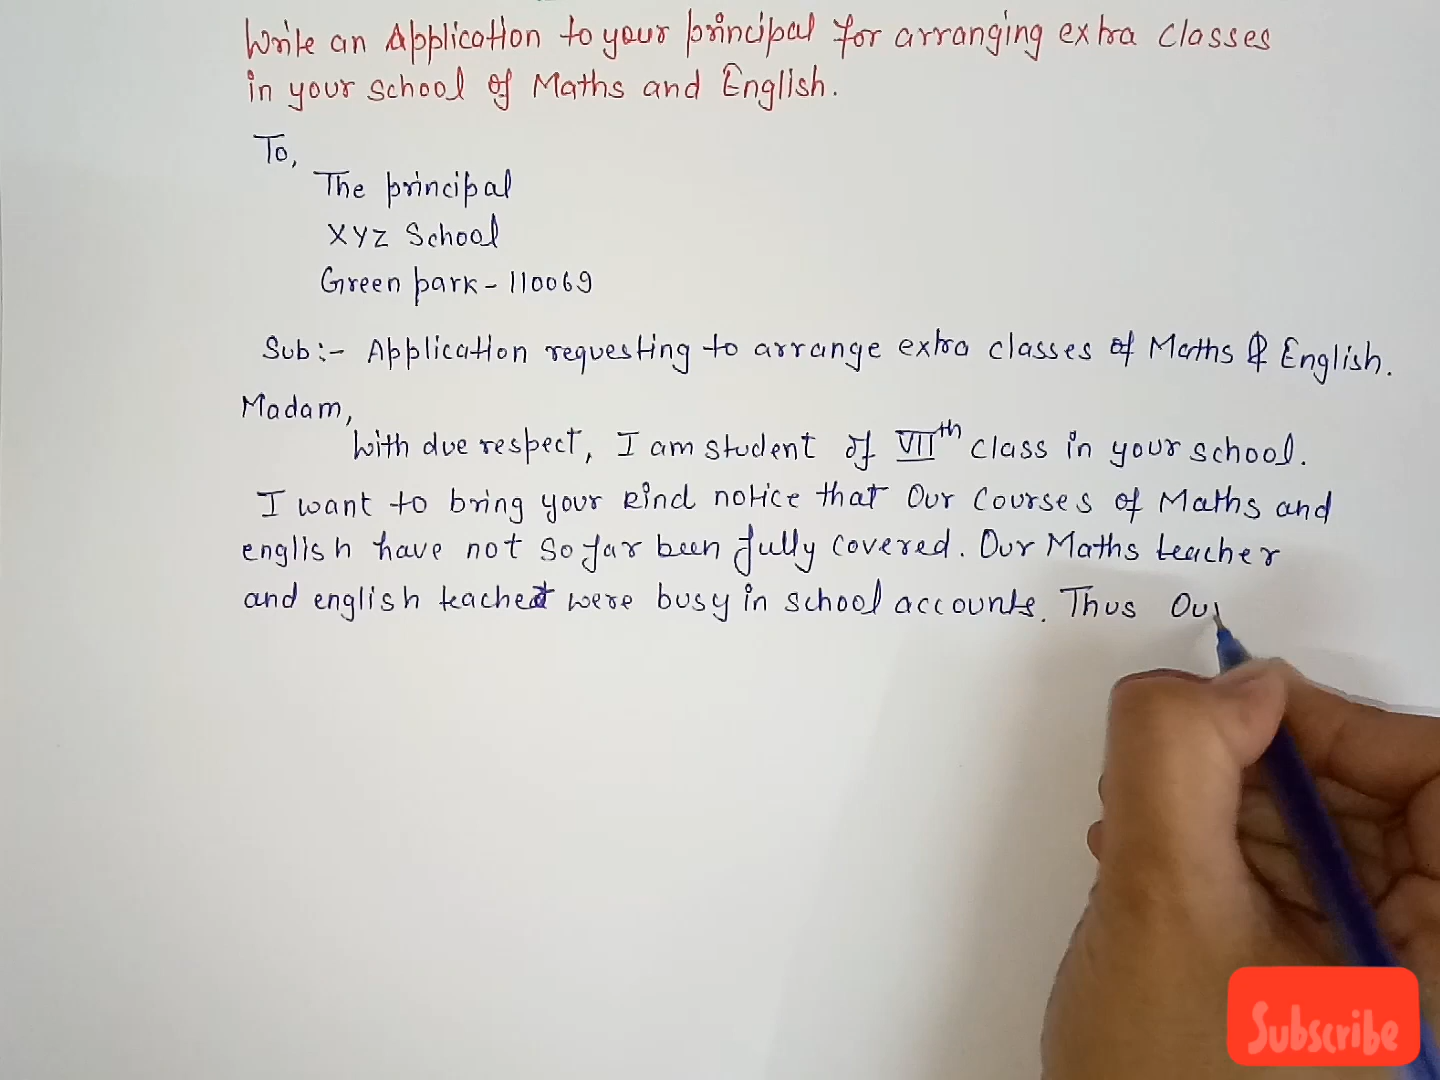 Write an Application to your principal for arranging extra classes
in your school of Maths and English.
To,
The principal
XYZ School
Green park - 110069
Sub:- Application requesting to arrange extra classes of Maths & English.
Madam,
With due respect, I am student of VIIth class in your school.
I want to bring your kind notice that Our Courses of Maths and
english have not so far been fully covered. Our Maths teacher
and english teacher were busy in school accounts. Thus Ou
Subscribe